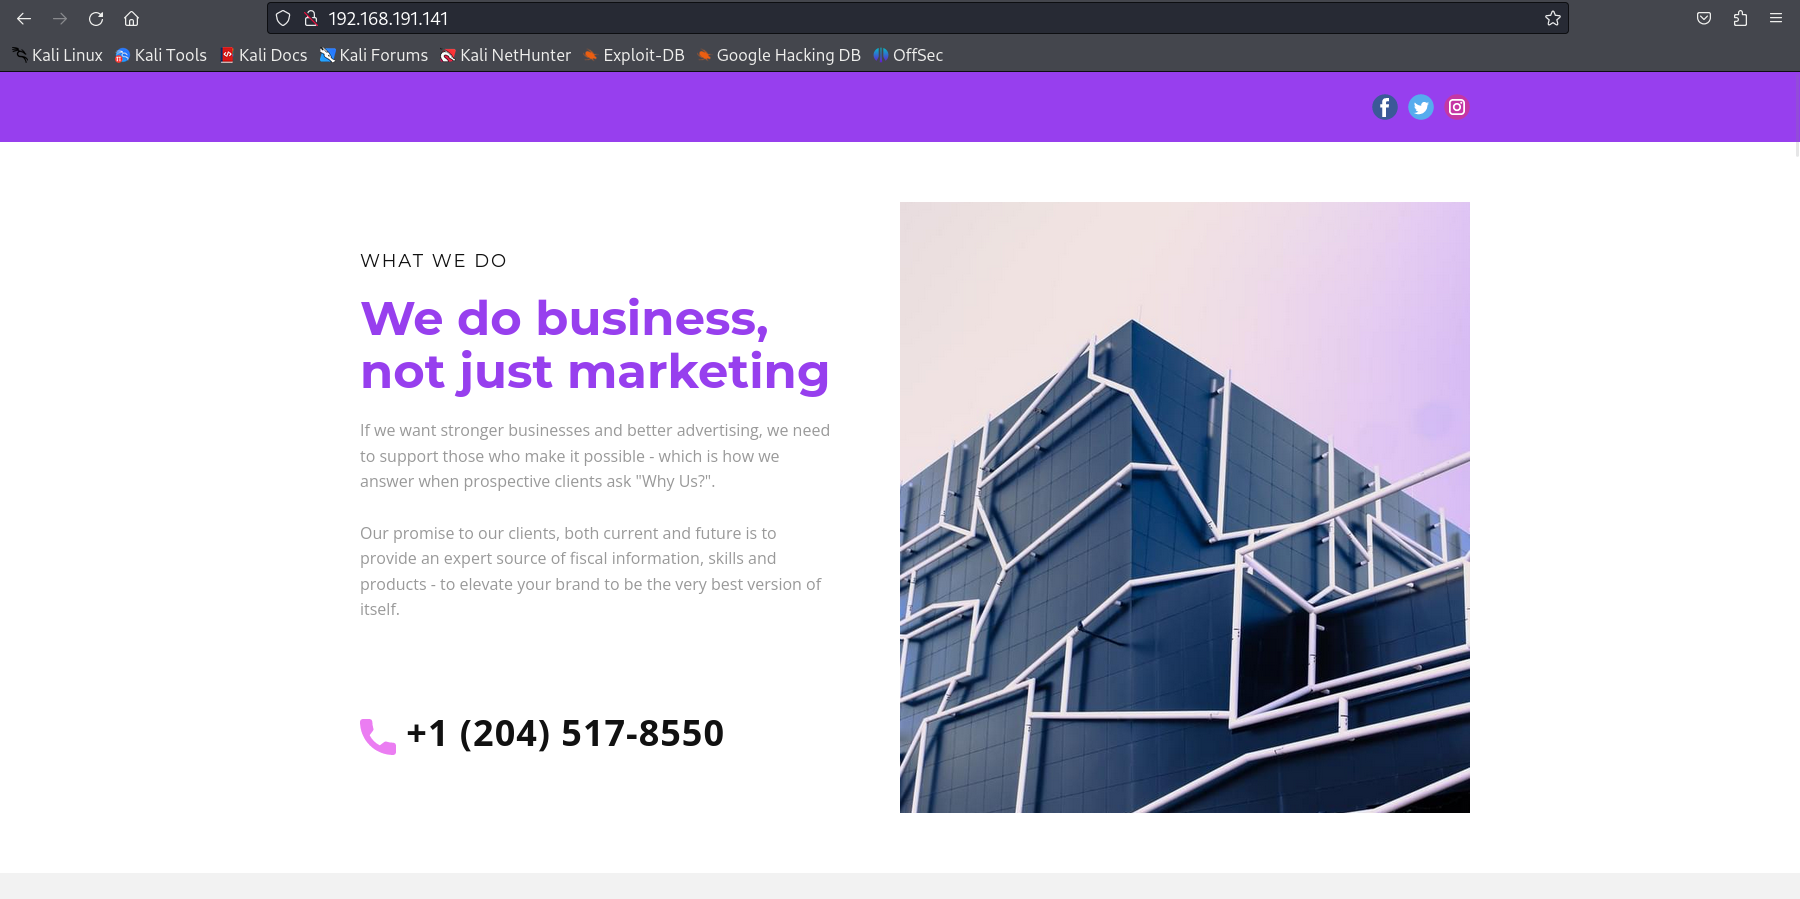 192.168.191.141
Kali Linux Kali Tools Kali Docs Kali Forums Kali NetHunter Exploit-DB Google Hacking DB OffSec
WHAT WE DO
We do business,
not just marketing
If we want stronger businesses and better advertising, we need
to support those who make it possible - which is how we
answer when prospective clients ask "Why Us?".
Our promise to our clients, both current and future is to
provide an expert source of fiscal information, skills and
products - to elevate your brand to be the very best version of
itself.
+1 (204) 517-8550